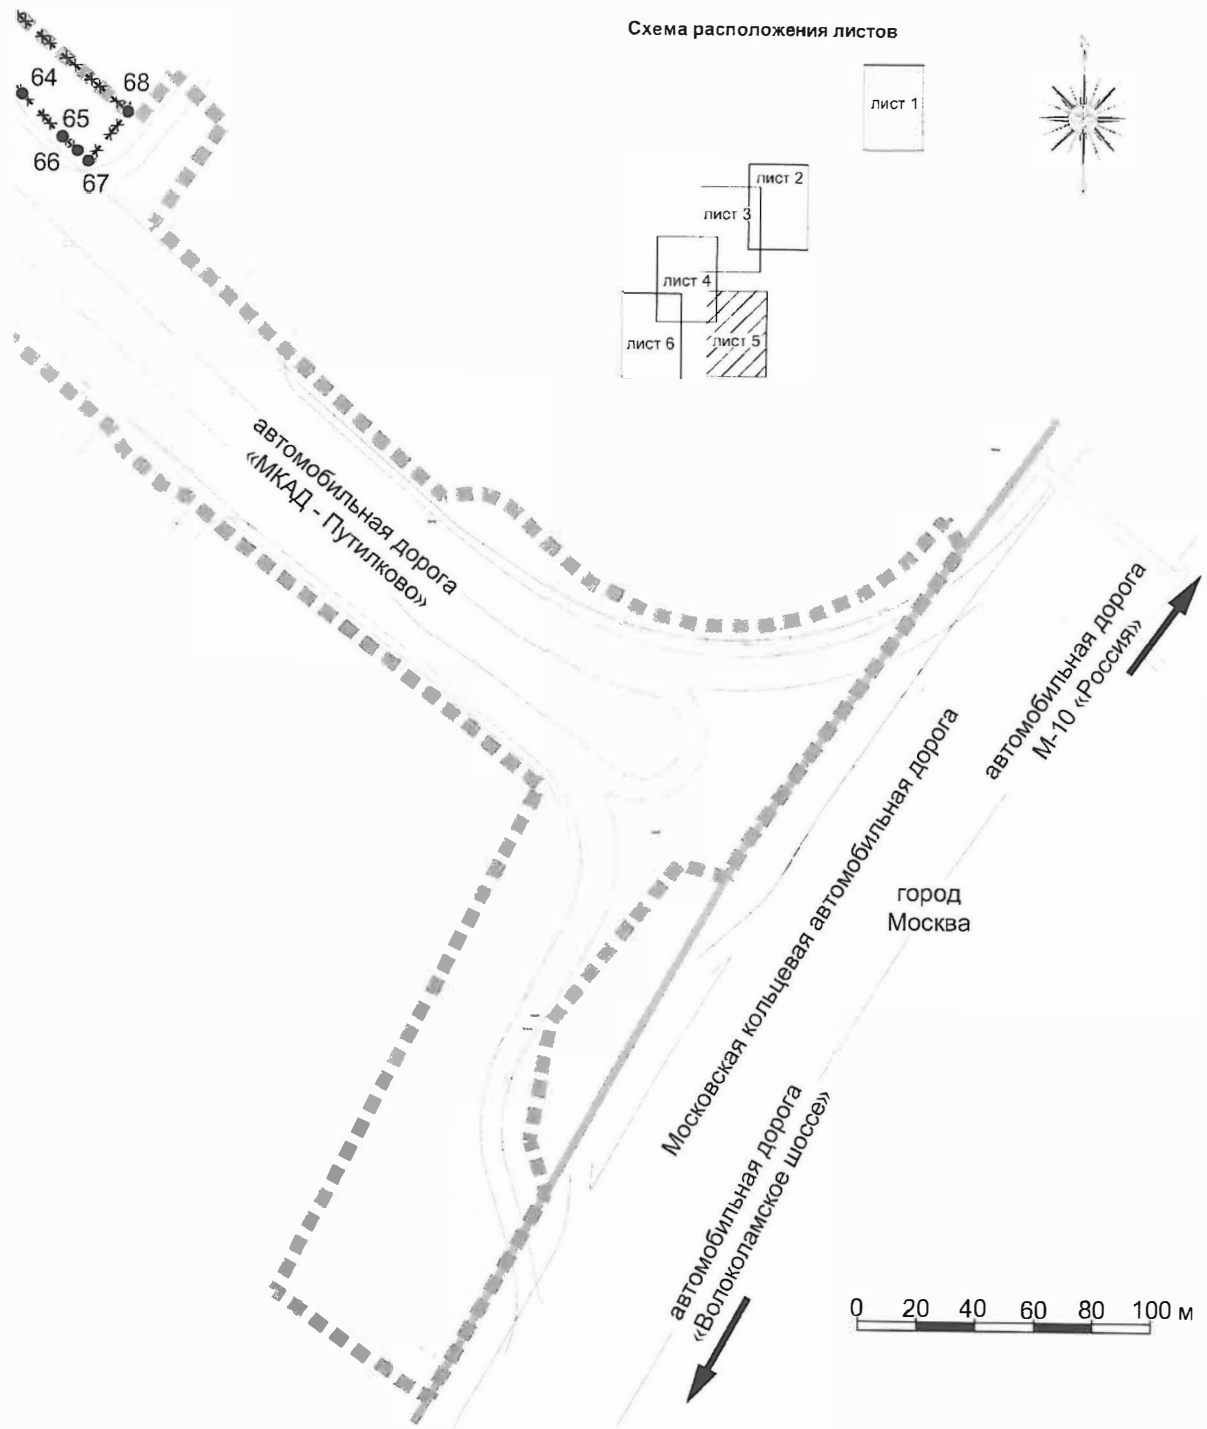 Схема расположения листов
лист 1
лист 2
лист 3
лист 4
лист 5
лист 6
64
65
66
67
68
автомобильная дорога
«МКАД - Путилково»
автомобильная дорога
М-10 «Россия»
Московская кольцевая автомобильная дорога
город
Москва
автомобильная дорога
«Волоколамское шоссе»
0 20 40 60 80 100 м